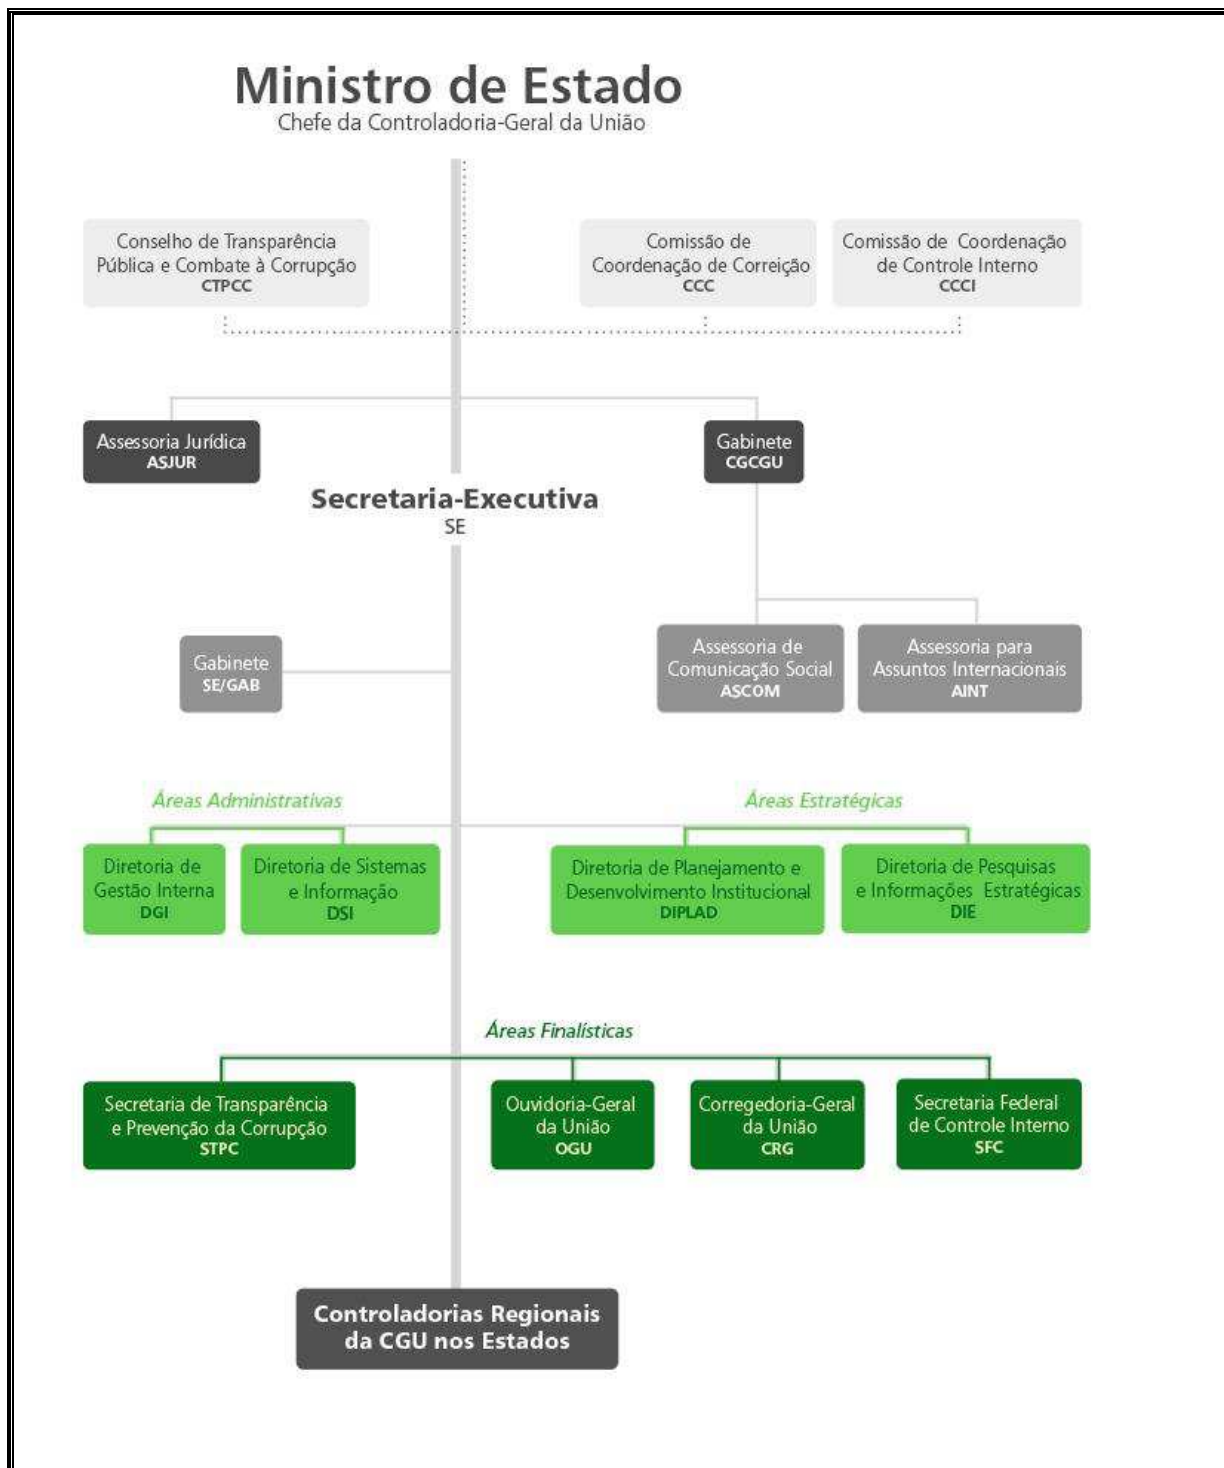 Ministro de Estado
Chefe da Controladoria-Geral da União
Conselho de Transparência
Pública e Combate à Corrupção
CTPCC
Comissão de
Coordenação de Correição
CCC
Comissão de Coordenação
de Controle Interno
CCCI
Assessoria Jurídica
ASJUR
Gabinete
CGCGU
Secretaria-Executiva
SE
Gabinete
SE/GAB
Assessoria de
Comunicação Social
ASCOM
Assessoria para
Assuntos Internacionais
AINT
Áreas Administrativas
Áreas Estratégicas
Diretoria de
Gestão Interna
DGI
Diretoria de Sistemas
e Informação
DSI
Diretoria de Planejamento e
Desenvolvimento Institucional
DIPLAD
Diretoria de Pesquisas
e Informações Estratégicas
DIE
Áreas Finalísticas
Secretaria de Transparência
e Prevenção da Corrupção
STPC
Ouvidoria-Geral
da União
OGU
Corregedoria-Geral
da União
CRG
Secretaria Federal
de Controle Interno
SFC
Controladorias Regionais
da CGU nos Estados